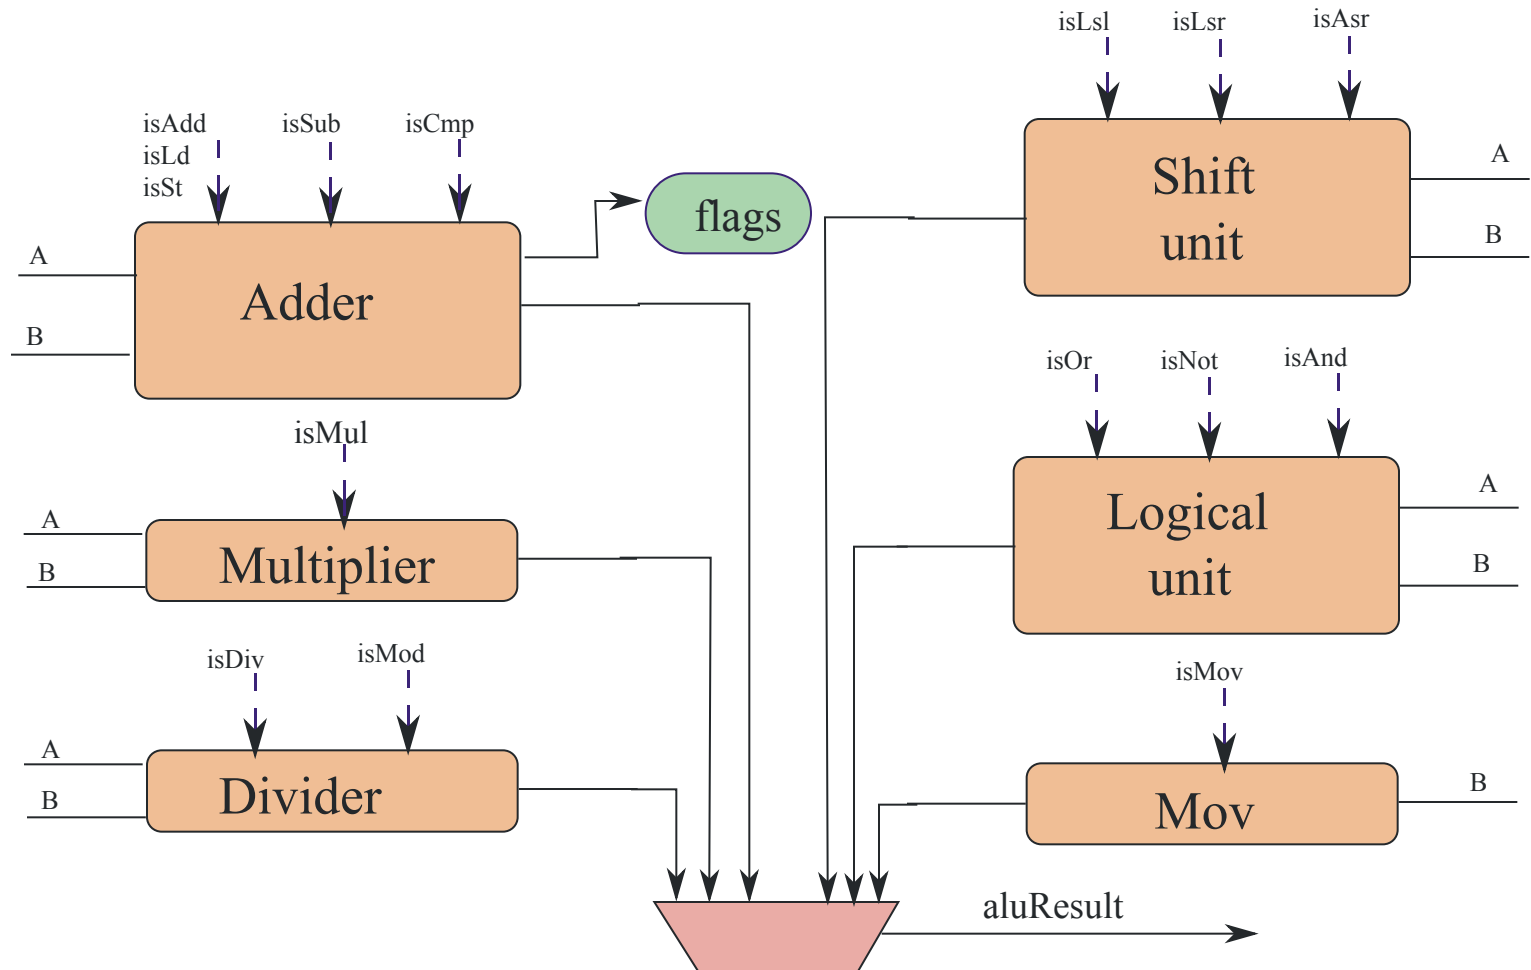 isLsl
isLsr
isAsr
isAdd
isLd
isSt
isSub
isCmp
A
B
Adder
flags
Shift
unit
A
B
isMul
A
B
Multiplier
isOr
isNot
isAnd
Logical
unit
A
B
isDiv
isMod
A
B
Divider
isMov
Mov
B
aluResult